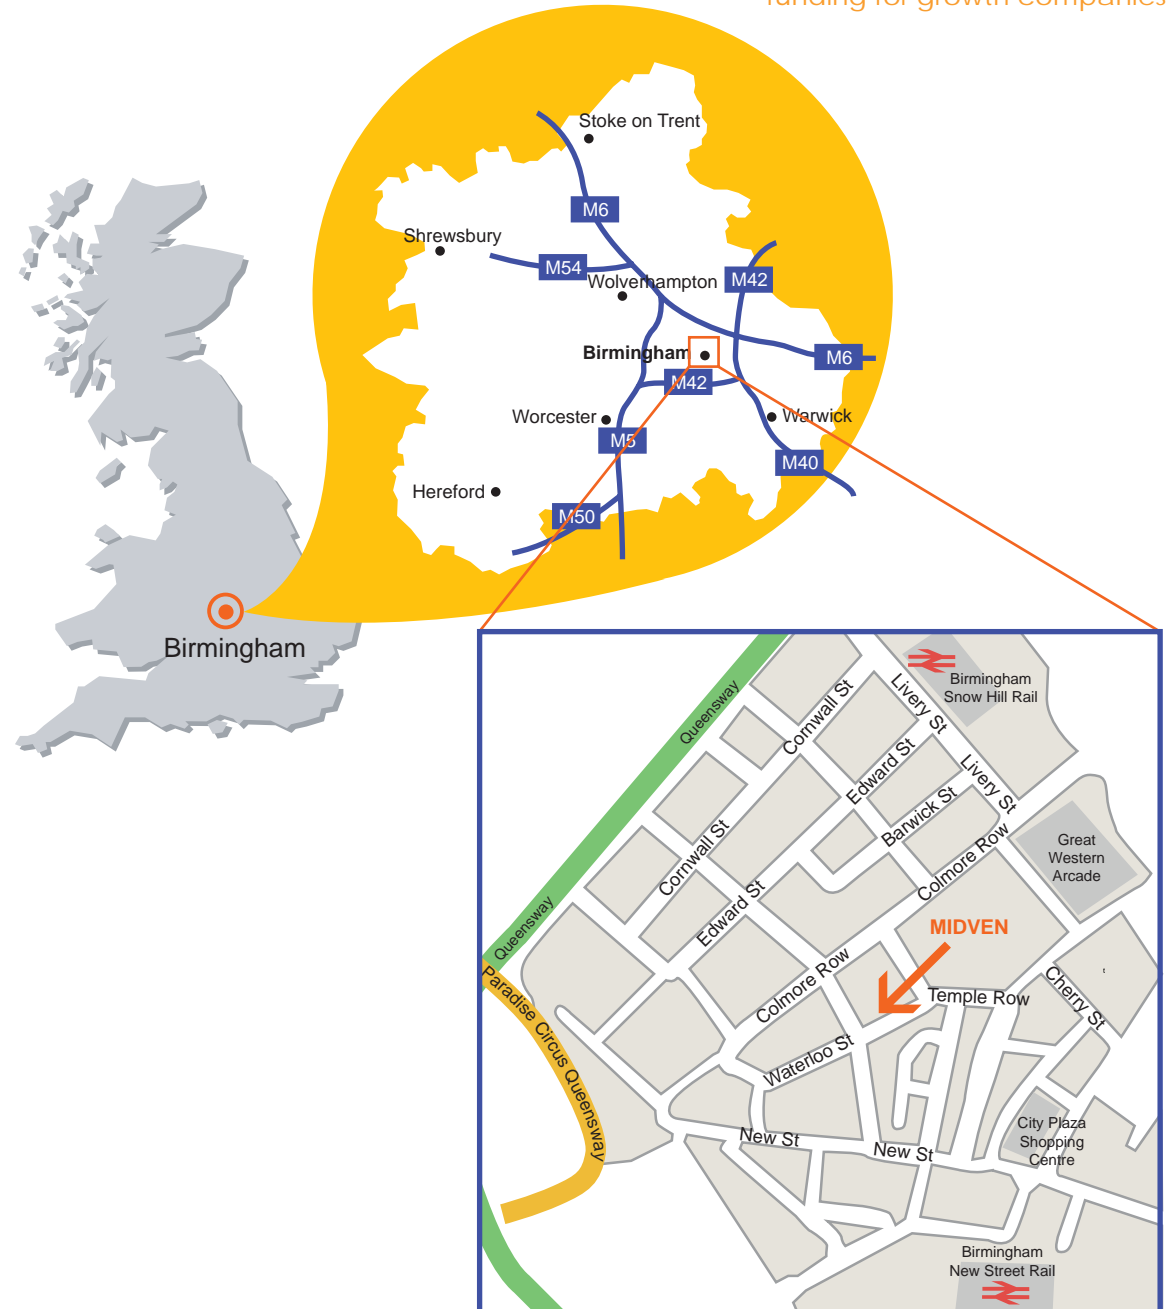 funding for growth companies
Stoke on Trent
M6
Shrewsbury
M54
Wolverhampton
M42
Birmingham
M6
M42
Worcester
Warwick
M5
M40
Hereford
M50
Birmingham
Birmingham
Snow Hill Rail
Queensway
Cornwall St
Livery St
Edward St
Livery St
Barwick St
Great
Western
Arcade
Cornwall St
Colmore Row
Edward St
Queensway
MIDVEN
Colmore Row
Temple Row
Cherry St
Paradise Circus Queensway
Waterloo St
City Plaza
Shopping
Centre
New St
New St
Birmingham
New Street Rail